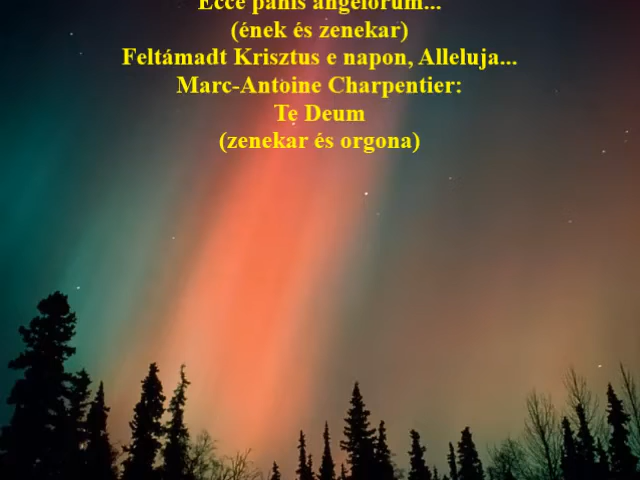 Ecce panis angelorum...
(ének és zenekar)
Feltámadt Krisztus e napon, Alleluja...
Marc-Antoine Charpentier:
Te Deum
(zenekar és orgona)